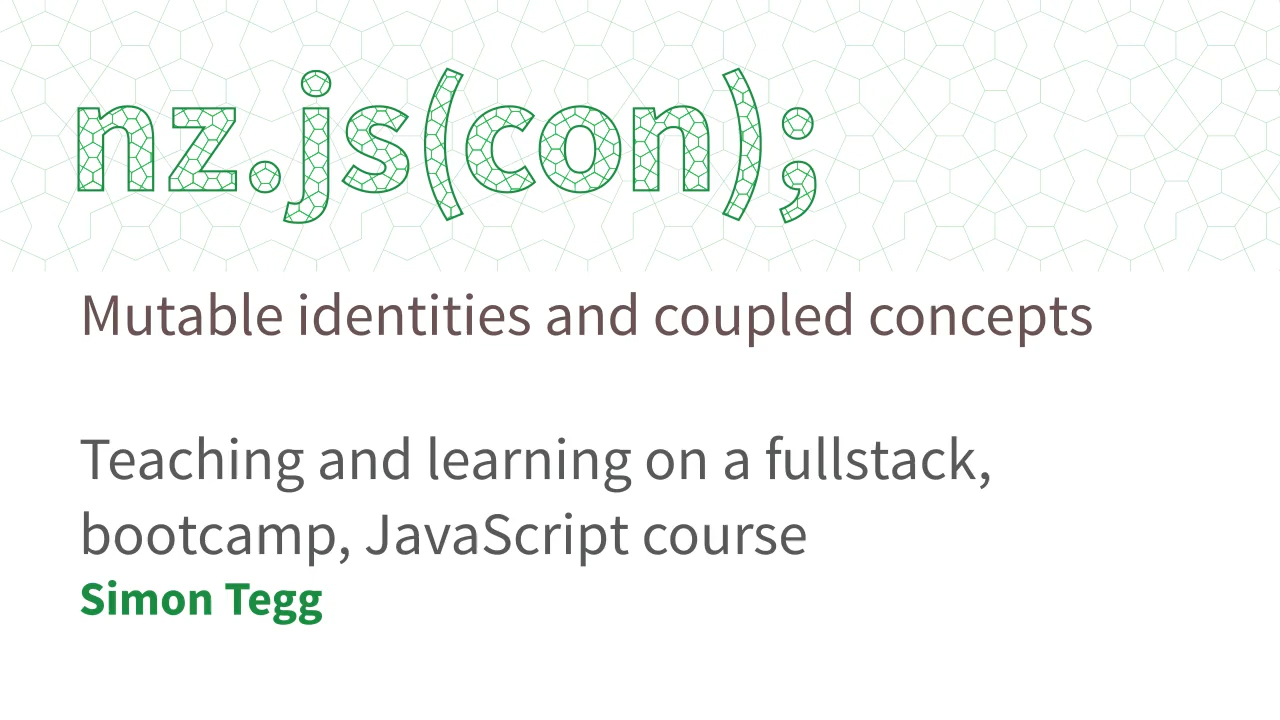 nz.js(con);
Mutable identities and coupled concepts
Teaching and learning on a fullstack,
bootcamp, JavaScript course
Simon Tegg